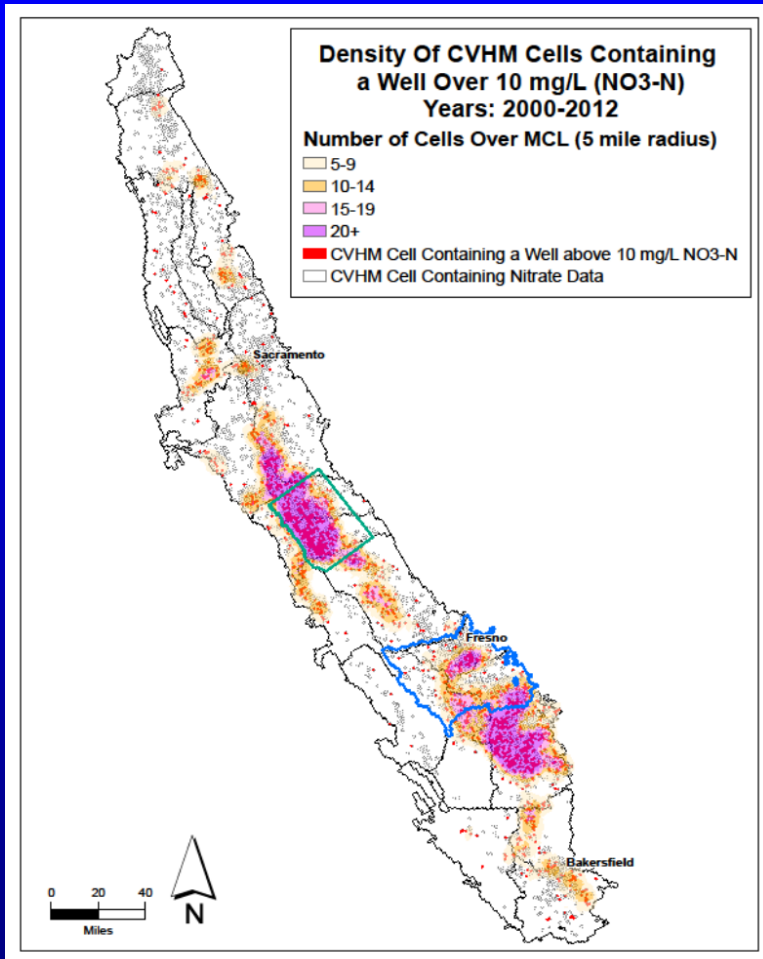 Density Of CVHM Cells Containing
a Well Over 10 mg/L (NO3-N)
Years: 2000-2012
Number of Cells Over MCL (5 mile radius)
5-9
10-14
15-19
20+
CVHM Cell Containing a Well above 10 mg/L NO3-N
CVHM Cell Containing Nitrate Data
Sacramento
Fresno
Bakersfield
0 20 40
Miles
N